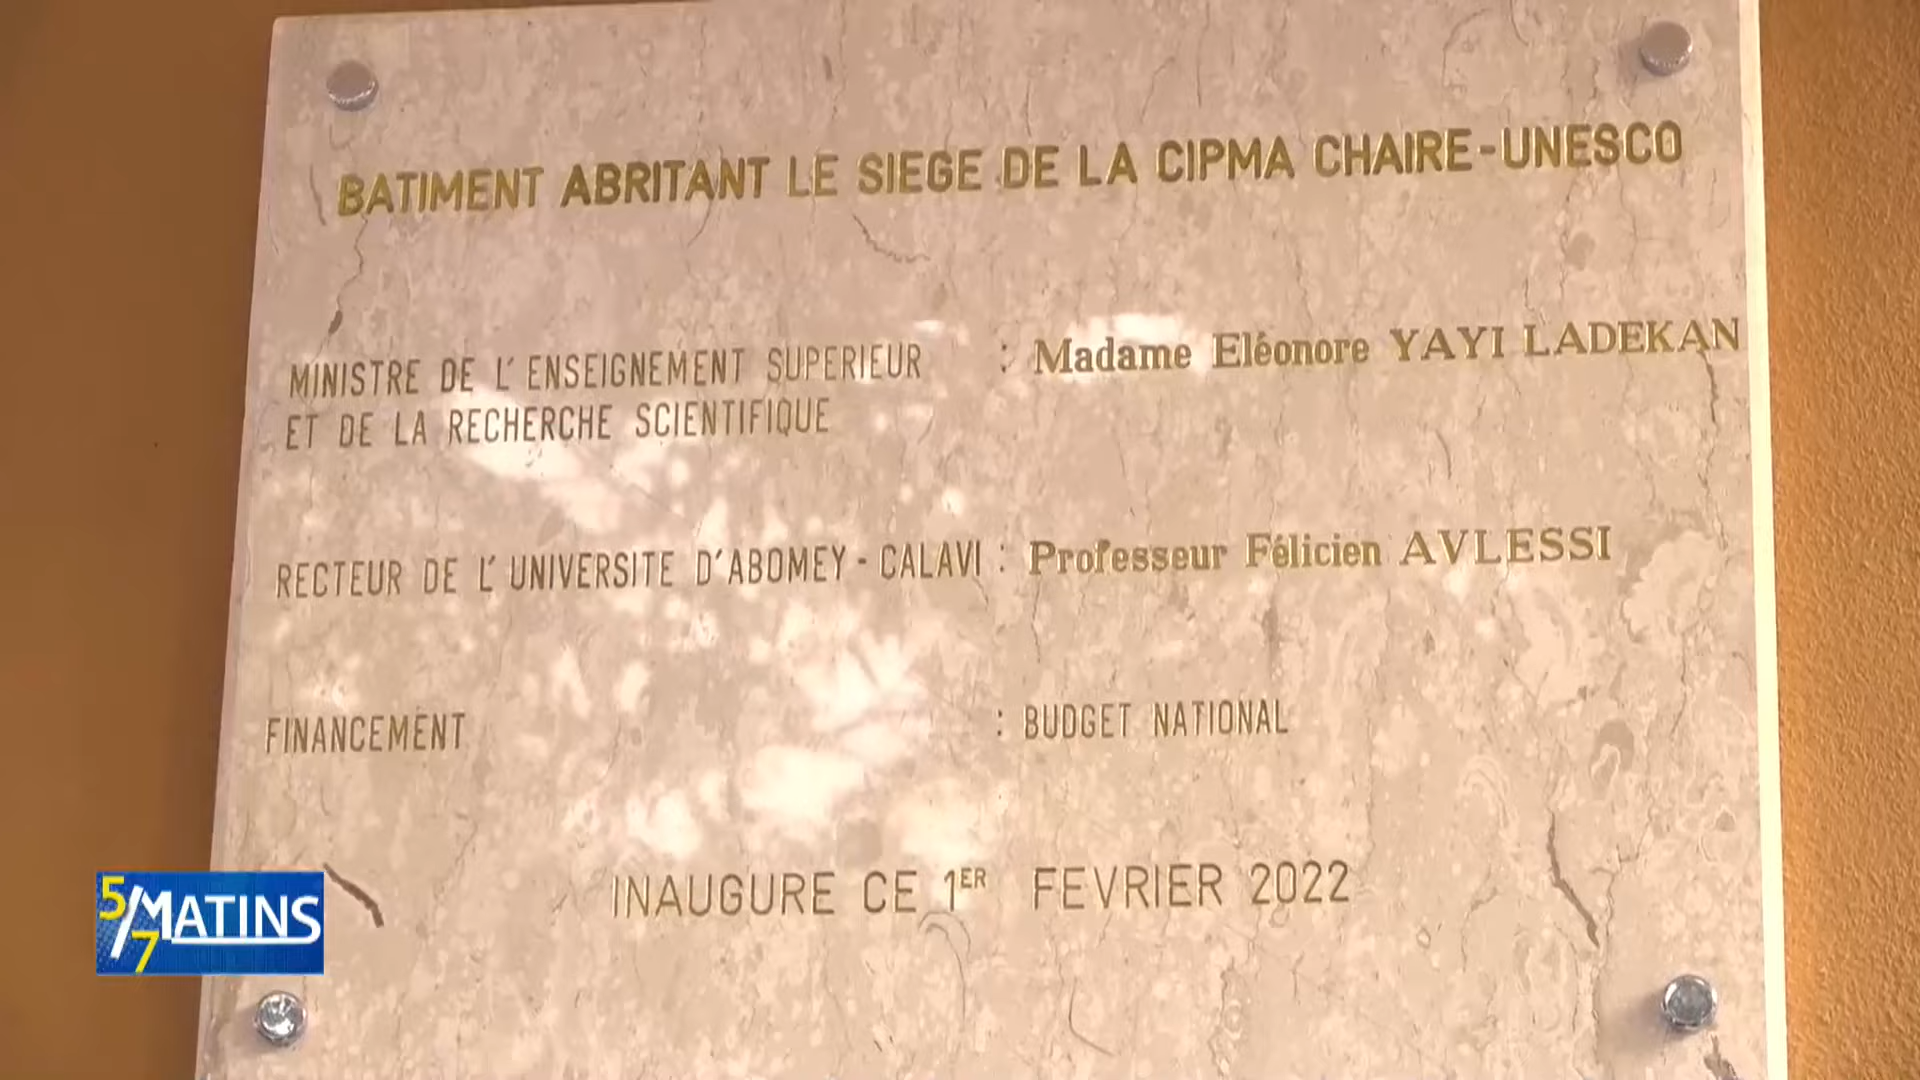 BATIMENT ABRITANT LE SIEGE DE LA CIPMA CHAIRE-UNESCO
MINISTRE DE L'ENSEIGNEMENT SUPERIEUR : Madame Eléonore YAYI LADEKAN
ET DE LA RECHERCHE SCIENTIFIQUE
RECTEUR DE L'UNIVERSITE D'ABOMEY-CALAVI : Professeur Félicien AVLESSI
FINANCEMENT : BUDGET NATIONAL
INAUGURE CE 1ER FEVRIER 2022
5/7 MATINS